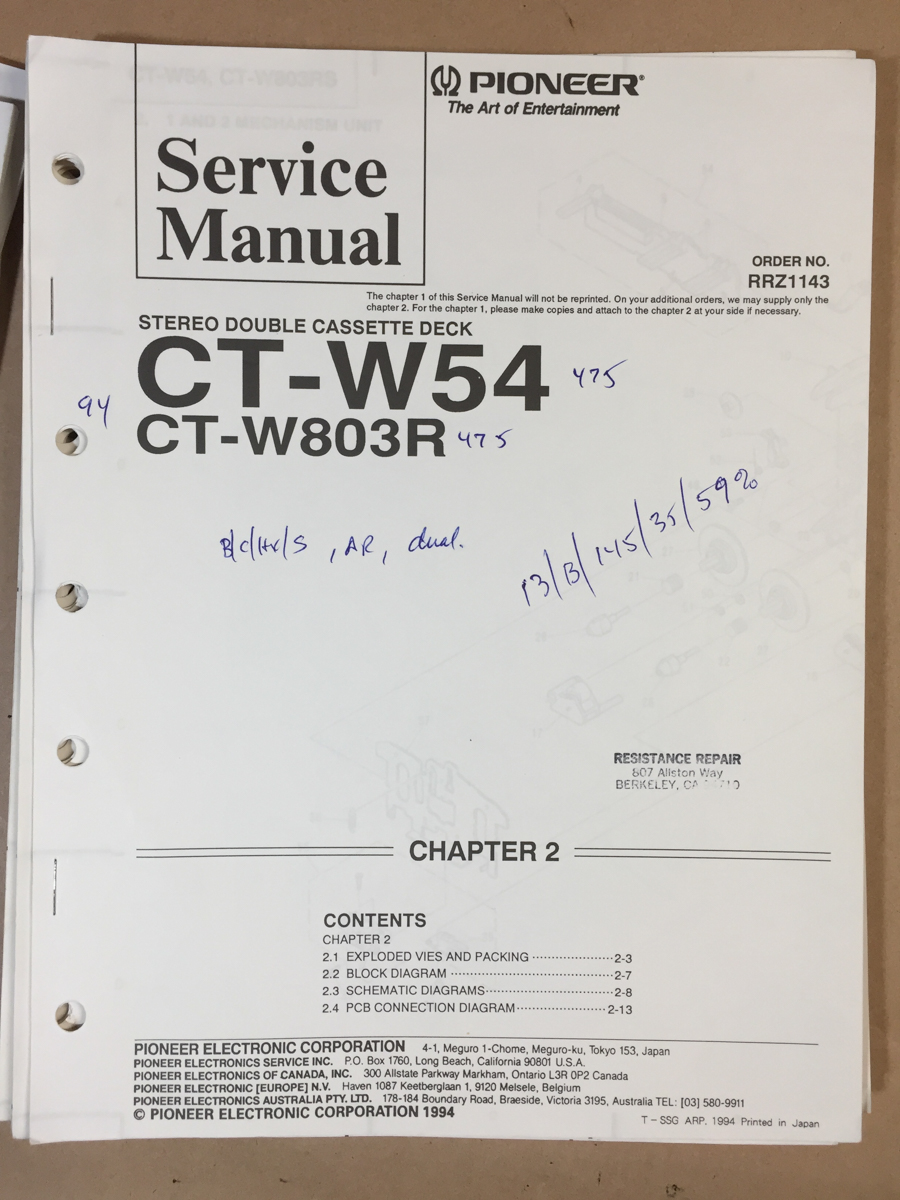 PIONEER®
The Art of Entertainment
Service
Manual
ORDER NO.
RRZ1143
The chapter 1 of this Service Manual will not be reprinted. On your additional orders, we may supply only the
chapter 2. For the chapter 1, please make copies and attach to the chapter 2 at your side if necessary.
STEREO DOUBLE CASSETTE DECK
CT-W54 475
94
CT-W803R 475
B/C/Hx/S, AR, dual.
13/B/145/35/59%
RESISTANCE REPAIR
807 Allston Way
BERKELEY, CA
CHAPTER 2
CONTENTS
CHAPTER 2
2.1 EXPLODED VIES AND PACKING 2-3
2.2 BLOCK DIAGRAM 2-7
2.3 SCHEMATIC DIAGRAMS 2-8
2.4 PCB CONNECTION DIAGRAM 2-13
PIONEER ELECTRONIC CORPORATION 4-1, Meguro 1-Chome, Meguro-ku, Tokyo 153, Japan
PIONEER ELECTRONICS SERVICE INC. P.O. Box 1760, Long Beach, California 90801 U.S.A.
PIONEER ELECTRONICS OF CANADA, INC. 300 Allstate Parkway Markham, Ontario L3R 0P2 Canada
PIONEER ELECTRONIC [EUROPE] N.V. Haven 1087 Keetberglaan 1, 9120 Melsele, Belgium
PIONEER ELECTRONICS AUSTRALIA PTY. LTD. 178-184 Boundary Road, Braeside, Victoria 3195, Australia TEL: [03] 580-9911
© PIONEER ELECTRONIC CORPORATION 1994
T – SSG ARP. 1994 Printed in Japan